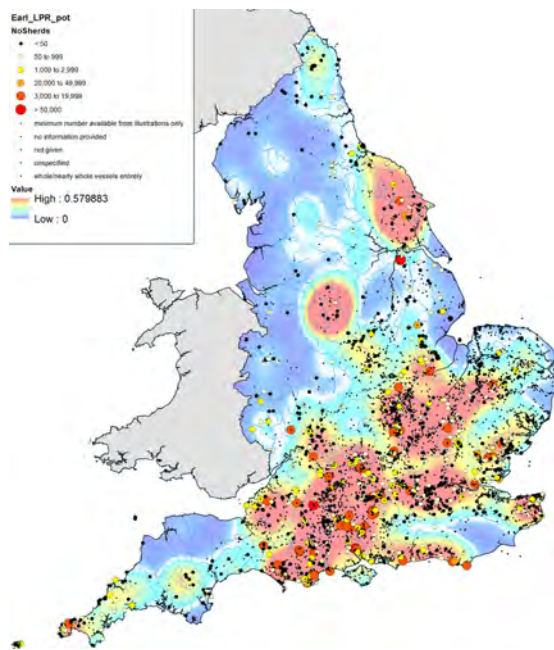 Earl_LPR_pot
NoSherds
< 50
50 to 999
1,000 to 2,999
20,000 to 49,999
3,000 to 19,999
> 50,000
minimum number available from illustrations only
no information provided
not given
unspecified
whole/nearly whole vessels entirely
Value
High : 0.579883
Low : 0